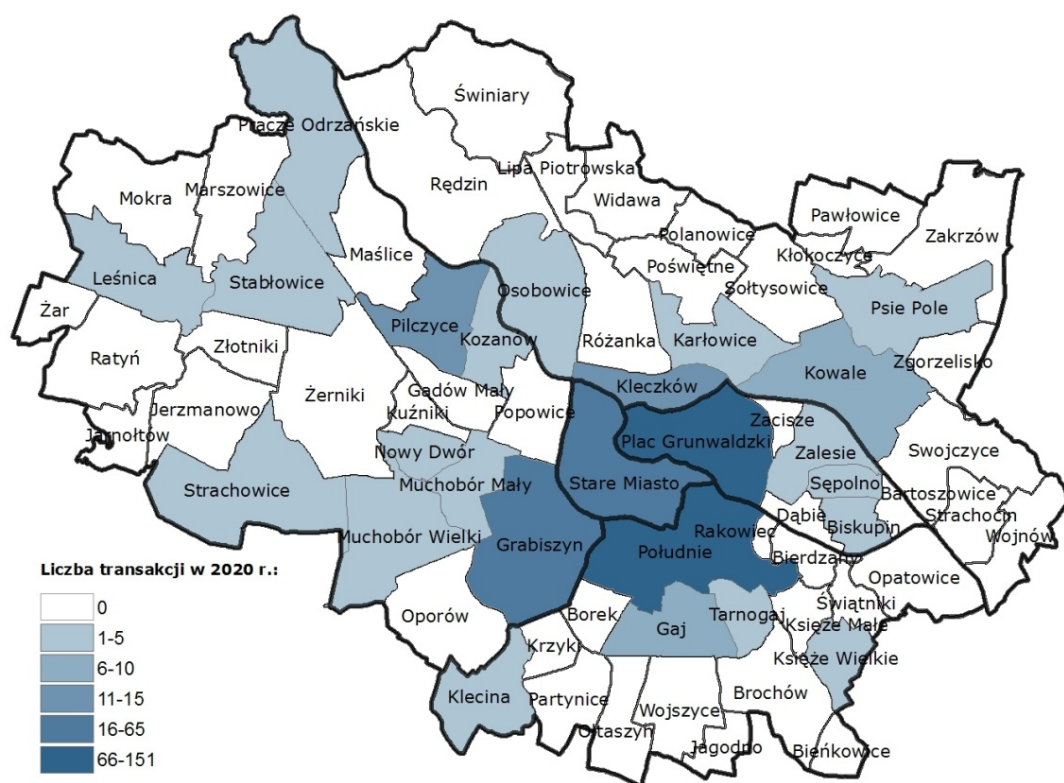 Świniary
Pracze Odrzańskie
Lipa Piotrowska
Mokra
Marszowice
Rędzin
Widawa
Pawłowice
Polanowice
Zakrzów
Kłokoczyce
Maślice
Poświętne
Leśnica
Stabłowice
Osobowice
Sołtysowice
Psie Pole
Żar
Pilczyce
Kozanów
Różanka
Karłowice
Ratyń
Złotniki
Zgorzelisko
Kowale
Gadów Mały
Kleczków
Żerniki
Jerzmanowo
Kuźniki
Popowice
Jarnołtów
Zacisze
Plac Grunwaldzki
Nowy Dwór
Zalesie
Swojczyce
Strachowice
Muchobór Mały
Stare Miasto
Sępolno
Bartoszowice
Dąbie
Strachocin
Biskupin
Muchobór Wielki
Rakowiec
Wojnów
Grabiszyn
Południe
Bierdzany
Opatowice
Liczba transakcji w 2020 r.:
0
1-5
6-10
11-15
16-65
66-151
Oporów
Borek
Gaj
Tarnogaj
Świątniki
Księże Małe
Krzyki
Księże Wielkie
Klecina
Partynice
Brochów
Wojszyce
Ołtaszyn
Jagodno
Bieńkowice